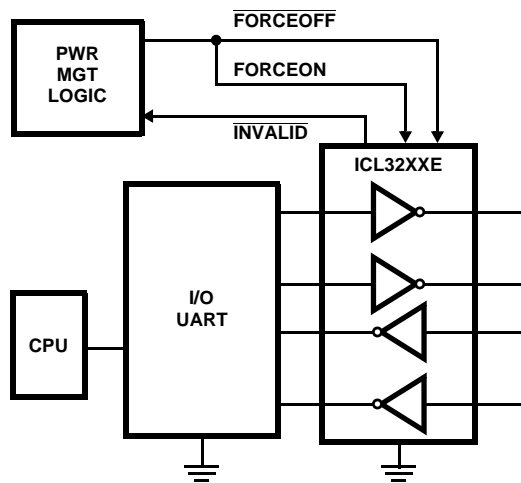 FORCEOFF
PWR
MGT
LOGIC
FORCEON
INVALID
ICL32XXE
I/O
UART
CPU